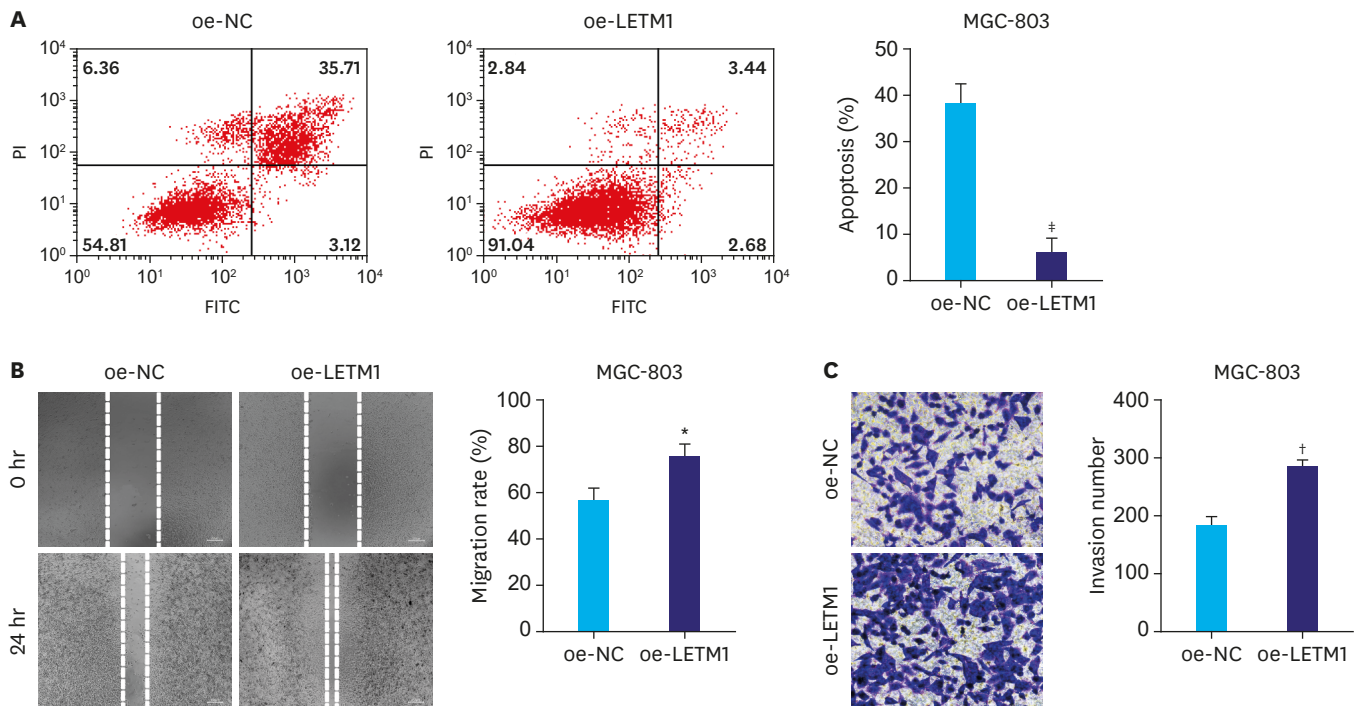 A
oe-NC
oe-LETM1
MGC-803
10⁴
10³
10²
10¹
10⁰
PI
6.36
35.71
54.81
3.12
10⁰ 10¹ 10² 10³ 10⁴
FITC
10⁴
10³
10²
10¹
10⁰
PI
2.84
3.44
91.04
2.68
10⁰ 10¹ 10² 10³ 10⁴
FITC
50
40
30
20
10
0
Apoptosis (%)
‡
oe-NC oe-LETM1
B
oe-NC
oe-LETM1
0 hr
24 hr
MGC-803
100
80
60
40
20
0
Migration rate (%)
*
oe-NC oe-LETM1
C
oe-NC
oe-LETM1
MGC-803
400
300
200
100
0
Invasion number
†
oe-NC oe-LETM1